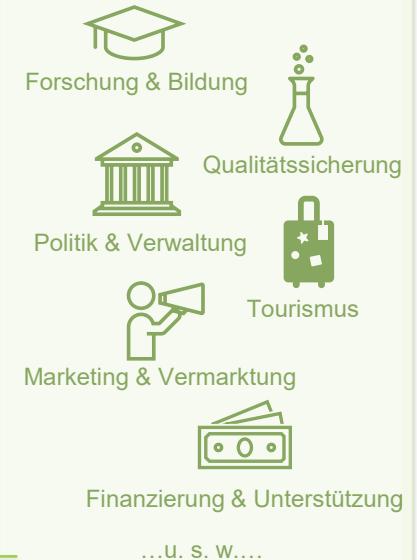 Forschung & Bildung
Qualitätssicherung
Politik & Verwaltung
Tourismus
Marketing & Vermarktung
Finanzierung & Unterstützung
…u. s. w.…